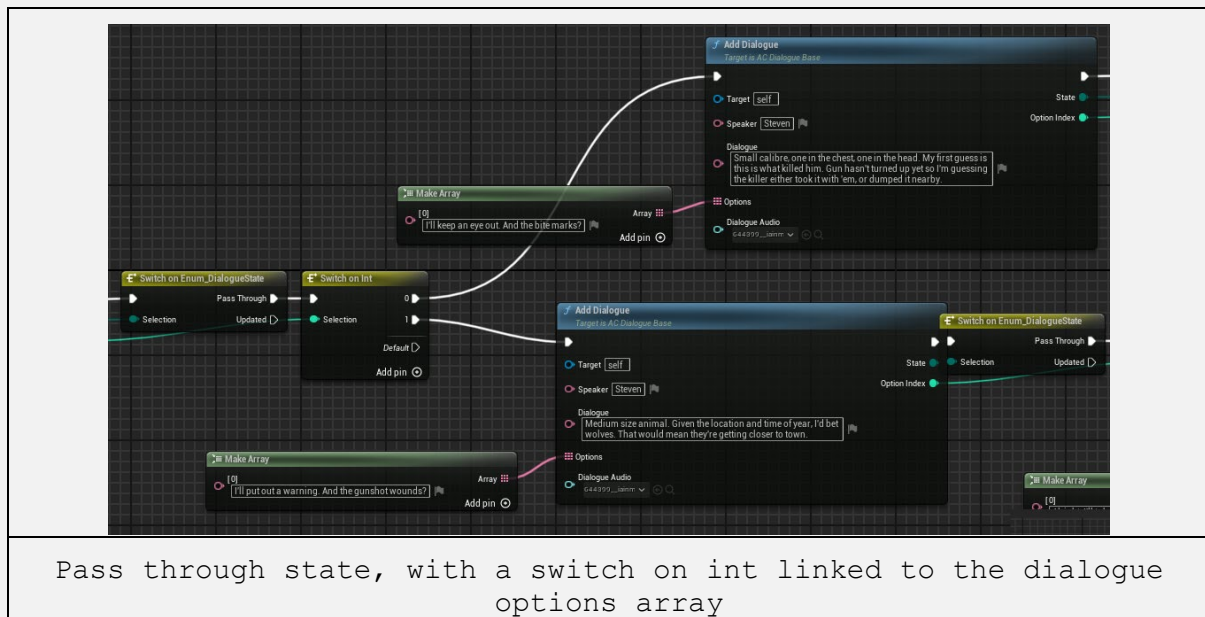 Add Dialogue
Target is AC Dialogue Base
Target self
State
Speaker Steven
Option Index
Dialogue
Small calibre, one in the chest, one in the head. My first guess is
this is what killed him. Gun hasn't turned up yet so I'm guessing
the killer either took it with 'em, or dumped it nearby.
Options
Dialogue Audio
644999_iainm
Make Array
[0]
Array
I'll keep an eye out. And the bite marks?
Add pin
Switch on Enum_DialogueState
Pass Through
Selection
Updated
Switch on Int
0
Selection
1
Default
Add pin
Add Dialogue
Target is AC Dialogue Base
Target self
State
Speaker Steven
Option Index
Dialogue
Medium size animal. Given the location and time of year, I'd bet
wolves. That would mean they're getting closer to town.
Options
Dialogue Audio
Switch on Enum_DialogueState
Pass Through
Selection
Updated
Make Array
[0]
Array
I'll put out a warning. And the gunshot wounds?
Add pin
Make Array
[0]
Pass through state, with a switch on int linked to the dialogue
options array